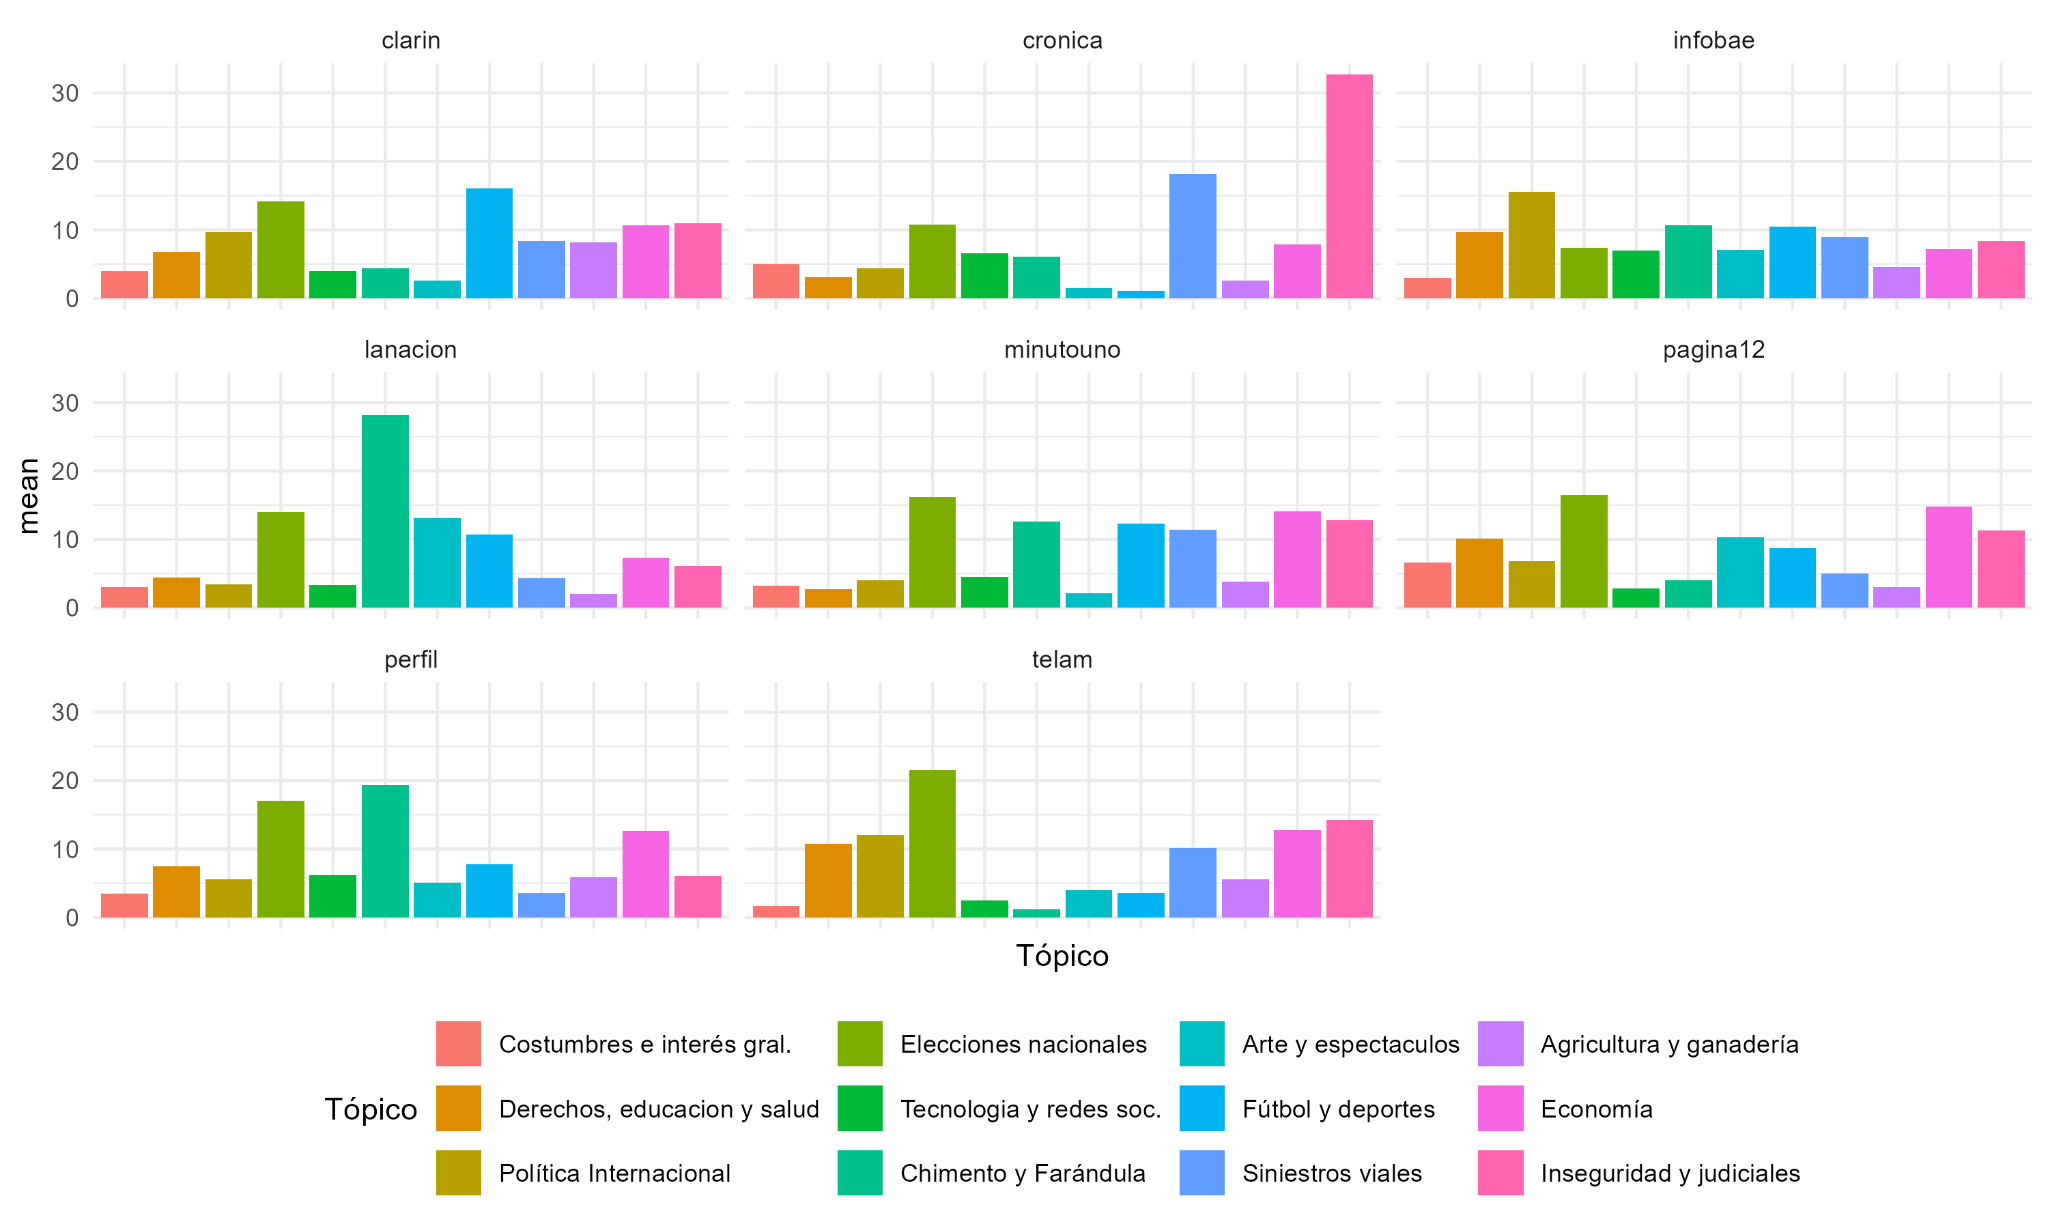 clarin
cronica
infobae
30
20
10
0
lanacion
minutouno
pagina12
30
20
10
0
mean
perfil
telam
30
20
10
0
Tópico
Tópico
Costumbres e interés gral.
Derechos, educacion y salud
Política Internacional
Elecciones nacionales
Tecnologia y redes soc.
Chimento y Farándula
Arte y espectaculos
Fútbol y deportes
Siniestros viales
Agricultura y ganadería
Economía
Inseguridad y judiciales